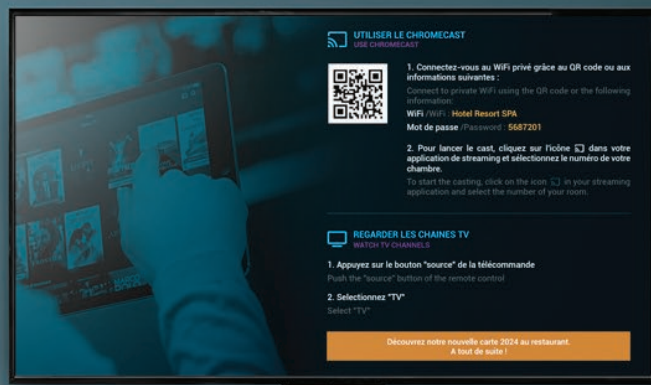 UTILISER LE CHROMECAST
USE CHROMECAST
1. Connectez-vous au WiFi privé grâce au QR code ou aux
informations suivantes :
Connect to private WiFi using the QR code or the following
information:
WiFi /WiFi : Hotel Resort SPA
Mot de passe /Password : 5687201
2. Pour lancer le cast, cliquez sur l'icône dans votre
application de streaming et sélectionnez le numéro de votre
chambre.
To start the casting, click on the icon in your streaming
application and select the number of your room.
REGARDER LES CHAINES TV
WATCH TV CHANNELS
1. Appuyez sur le bouton "source" de la télécommande
Push the "source" button of the remote control
2. Selectionnez "TV"
Select "TV"
Découvrez notre nouvelle carte 2024 au restaurant.
A tout de suite !